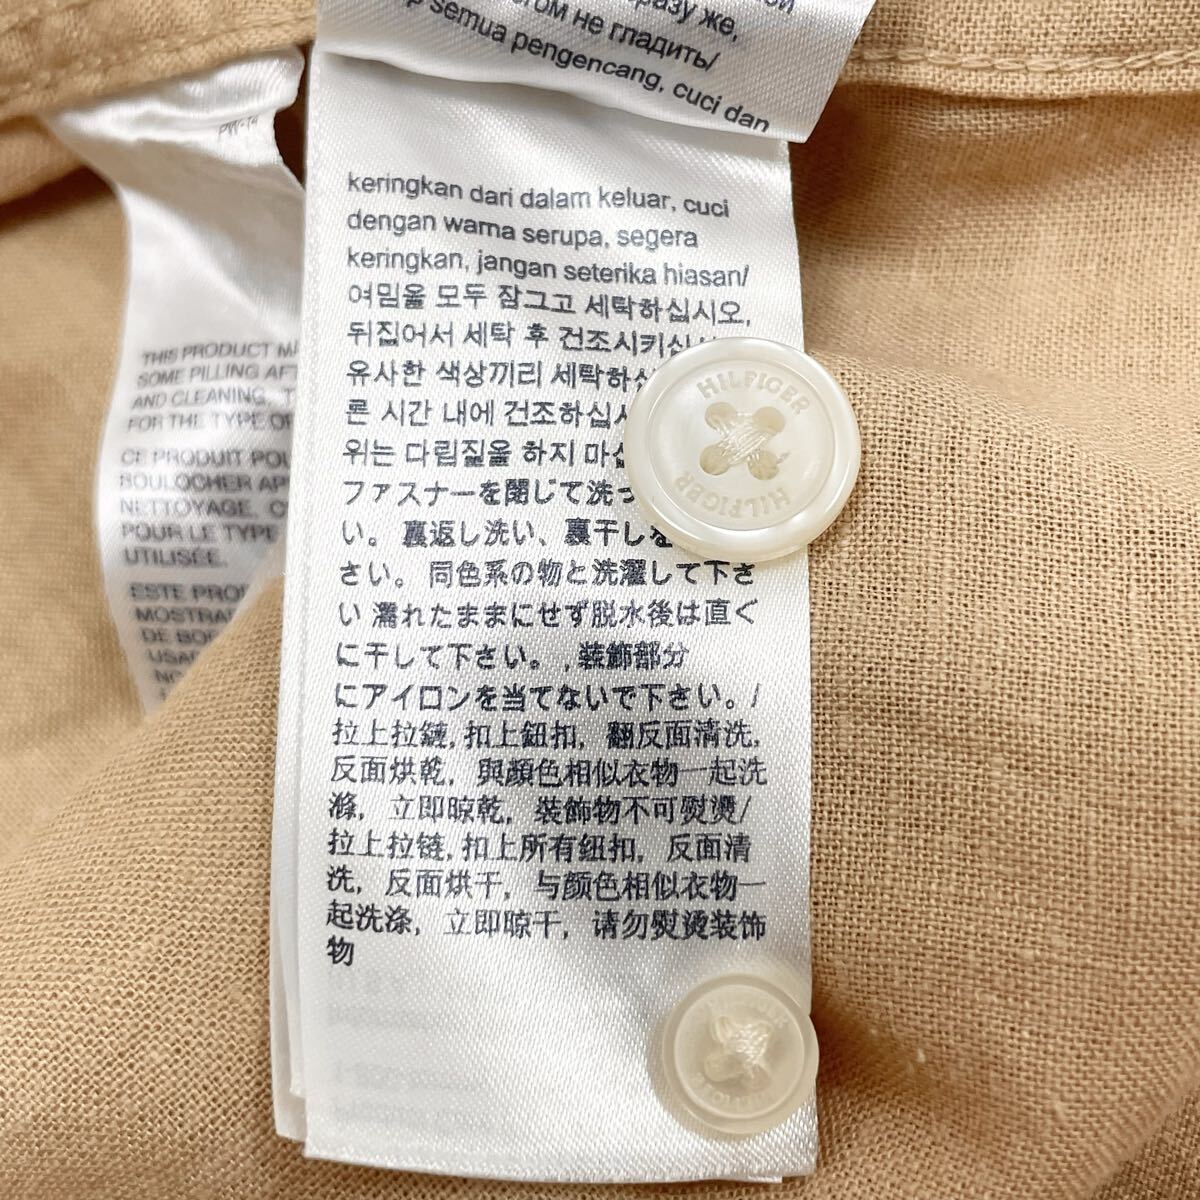 разу же,
не гладить/
semua pengencang, cuci dan
keringkan dari dalam keluar, cuci
dengan warna serupa, segera
keringkan, jangan seterika hiasan/
여밈을 모두 잠그고 세탁하십시오,
뒤집어서 세탁 후 건조시키십
유사한 색상끼리 세탁하
론 시간 내에 건조하십
위는 다림질을 하지 마십
ファスナーを閉じて洗っ
い。裏返し洗い、裏干しを
さい。同色系の物と洗濯して下さ
い 濡れたままにせず脱水後は直ぐ
に干して下さい。,装飾部分
にアイロンを当てないで下さい。/
拉上拉鏈,扣上鈕扣, 翻反面清洗,
反面烘乾, 與顏色相似衣物一起洗
滌, 立即晾乾, 裝飾物不可熨燙/
拉上拉链,扣上所有纽扣, 反面清
洗, 反面烘干, 与颜色相似衣物一
起洗涤, 立即晾干, 请勿熨烫装饰
物
THIS PRODUCT
SOME PILLING
AND CLEANING,
FOR THE TYPE
CE PRODUIT
BOULOCHER
NETTOYAGE,
POUR LE TYPE
UTILISÉE.
ESTE
DE
HILFIGER
HILFIGER